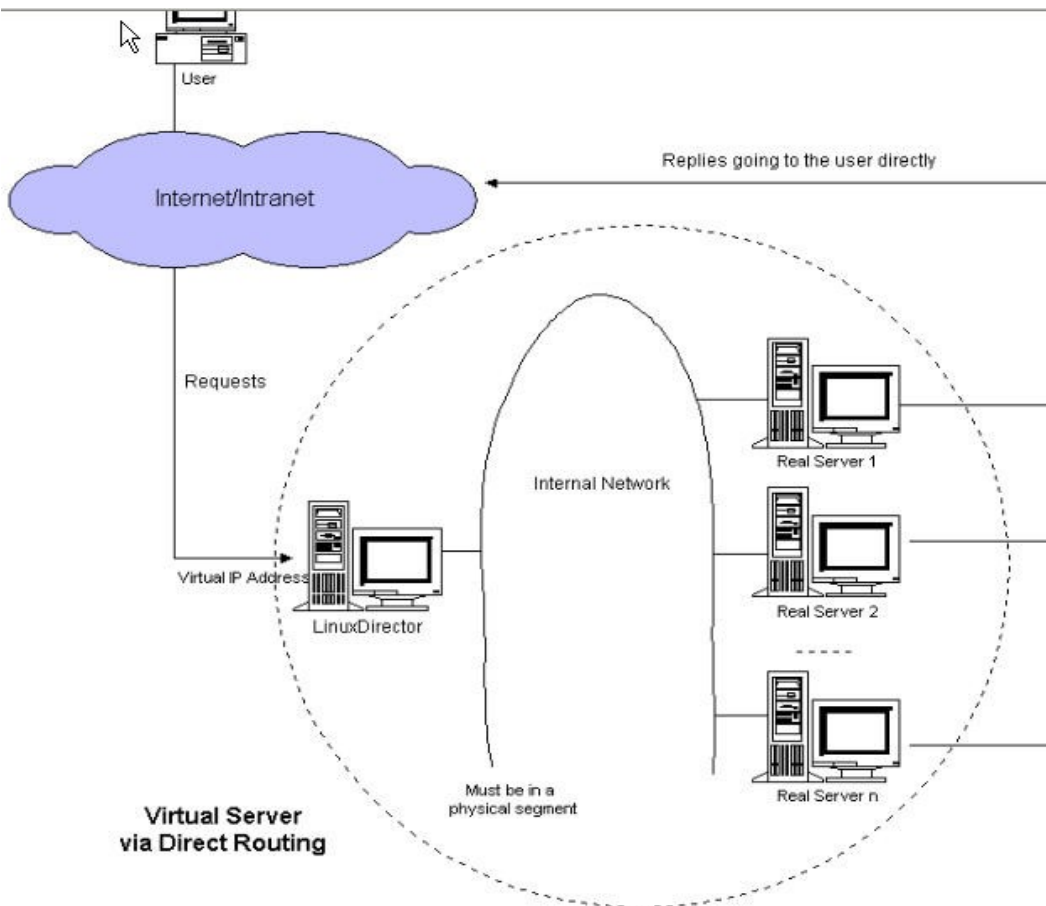 User
Replies going to the user directly
Internet/Intranet
Requests
Real Server 1
Internal Network
Virtual IP Address
Real Server 2
LinuxDirector
Must be in a
physical segment
Real Server n
Virtual Server
via Direct Routing